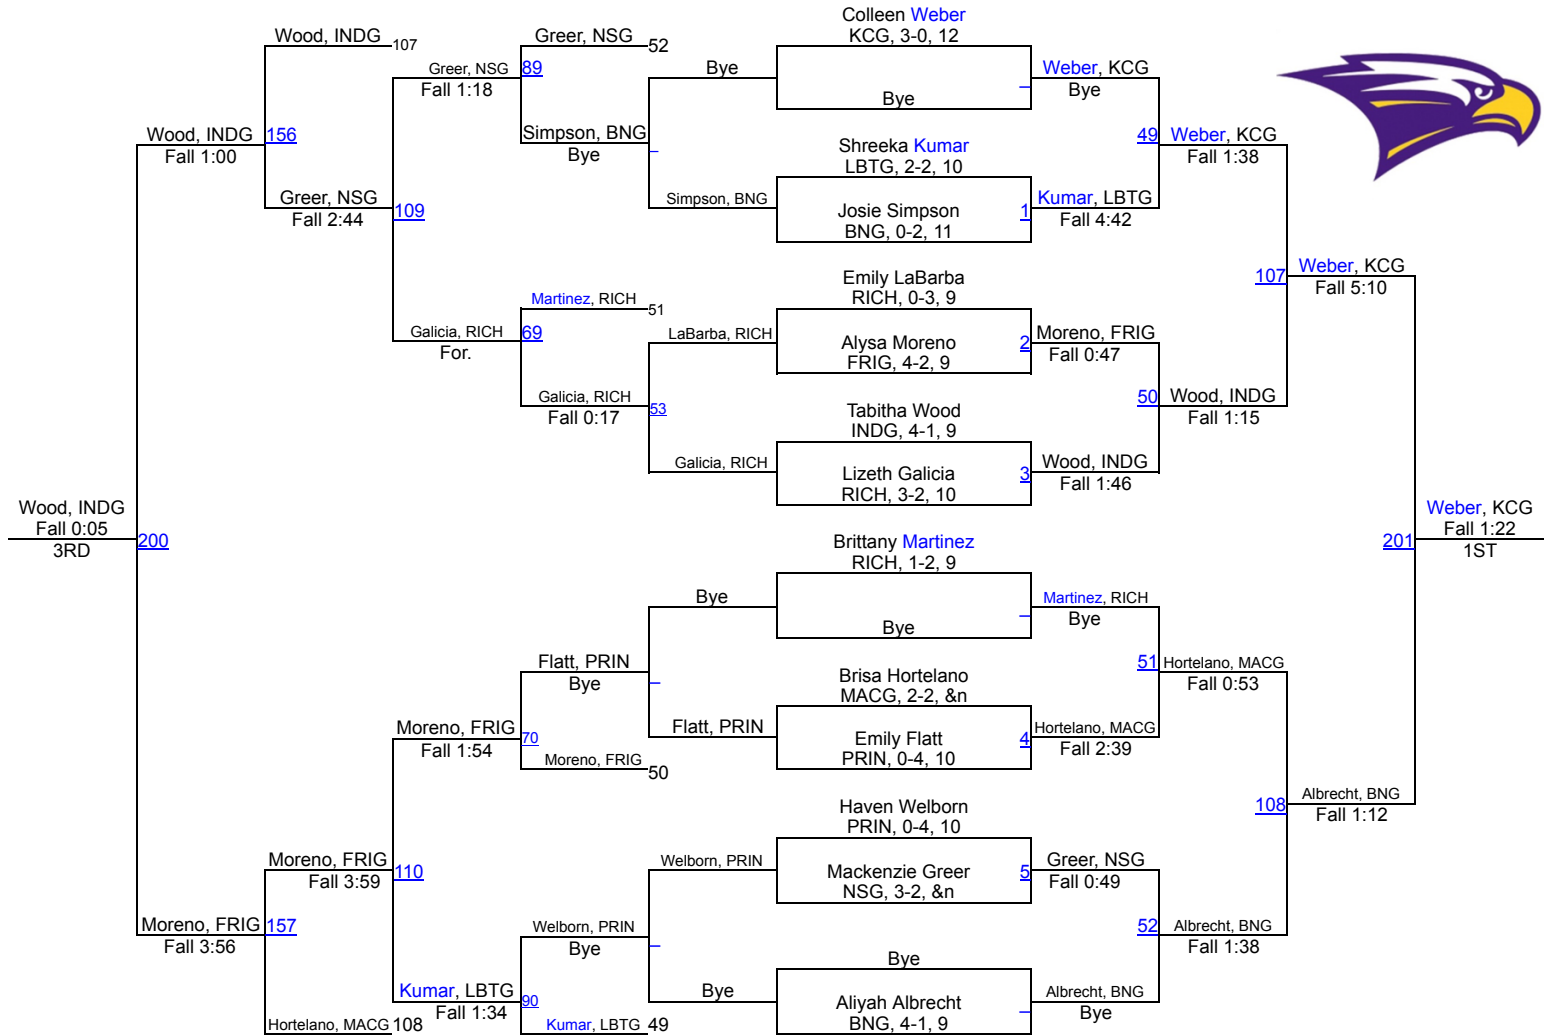 Colleen Weber
KCG, 3-0, 12
Wood, INDG 107
Greer, NSG 52
Greer, NSG 89
Fall 1:18
Bye
Weber, KCG
Bye
Bye
Wood, INDG 156
Fall 1:00
Simpson, BNG
Bye
Shreeka Kumar
LBTG, 2-2, 10
49 Weber, KCG
Fall 1:38
Greer, NSG 109
Fall 2:44
Simpson, BNG
Josie Simpson
BNG, 0-2, 11
1
Kumar, LBTG
Fall 4:42
Emily LaBarba
RICH, 0-3, 9
107 Weber, KCG
Fall 5:10
Martinez, RICH 51
Galicia, RICH 69
For.
LaBarba, RICH
Alysa Moreno
FRIG, 4-2, 9
2
Moreno, FRIG
Fall 0:47
Galicia, RICH 53
Fall 0:17
Tabitha Wood
INDG, 4-1, 9
50 Wood, INDG
Fall 1:15
Galicia, RICH
Lizeth Galicia
RICH, 3-2, 10
3
Wood, INDG
Fall 1:46
Wood, INDG
Fall 0:05
3RD
200
Brittany Martinez
RICH, 1-2, 9
201
Weber, KCG
Fall 1:22
1ST
Bye
Martinez, RICH
Bye
Bye
Flatt, PRIN
Bye
Brisa Hortelano
MACG, 2-2, &n
51 Hortelano, MACG
Fall 0:53
Moreno, FRIG 70
Fall 1:54
Flatt, PRIN
Emily Flatt
PRIN, 0-4, 10
4
Hortelano, MACG
Fall 2:39
Moreno, FRIG 50
Haven Welborn
PRIN, 0-4, 10
108 Albrecht, BNG
Fall 1:12
Moreno, FRIG 110
Fall 3:59
Welborn, PRIN
Mackenzie Greer
NSG, 3-2, &n
5
Greer, NSG
Fall 0:49
Moreno, FRIG 157
Fall 3:56
Welborn, PRIN
Bye
52 Albrecht, BNG
Fall 1:38
Bye
Kumar, LBTG 90
Fall 1:34
Bye
Aliyah Albrecht
BNG, 4-1, 9
Albrecht, BNG
Bye
Hortelano, MACG 108
Kumar, LBTG 49